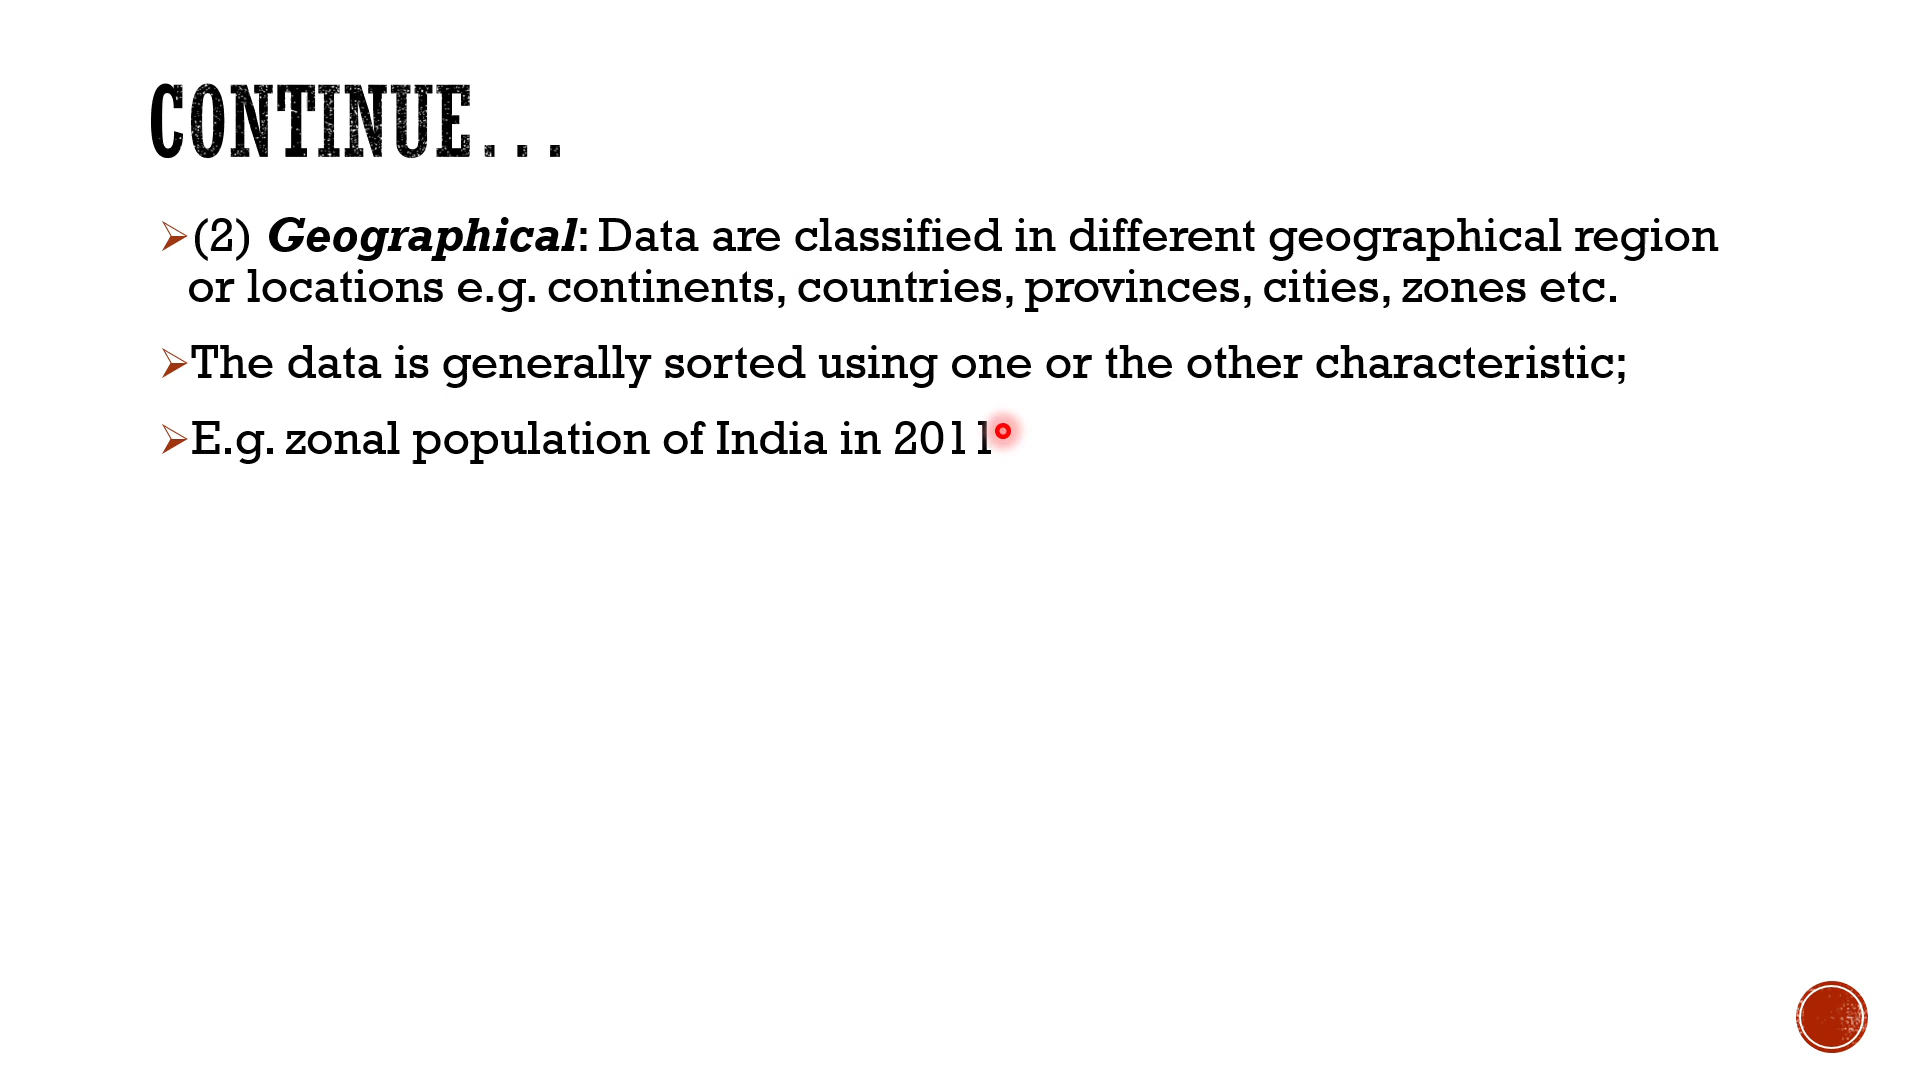 CONTINUE...
(2) Geographical: Data are classified in different geographical region
or locations e.g. continents, countries, provinces, cities, zones etc.
The data is generally sorted using one or the other characteristic;
E.g. zonal population of India in 2011